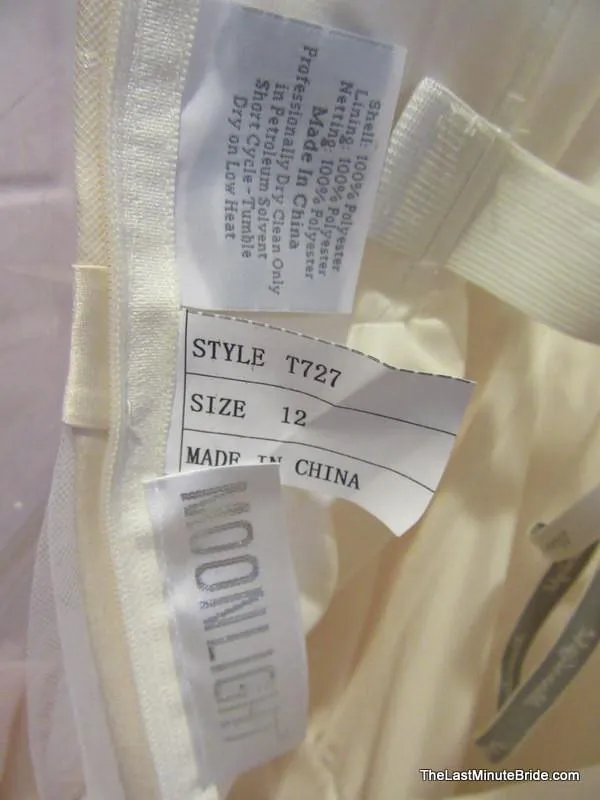 Shell: 100% Polyester
Lining: 100% Polyester
Netting: 100% Polyester
Made In China
Professionally Dry Clean Only
in Petroleum Solvent
Short Cycle - Tumble
Dry on Low Heat
STYLE T727
SIZE 12
MADE IN CHINA
MOONLIGHT
TheLastMinuteBride.com